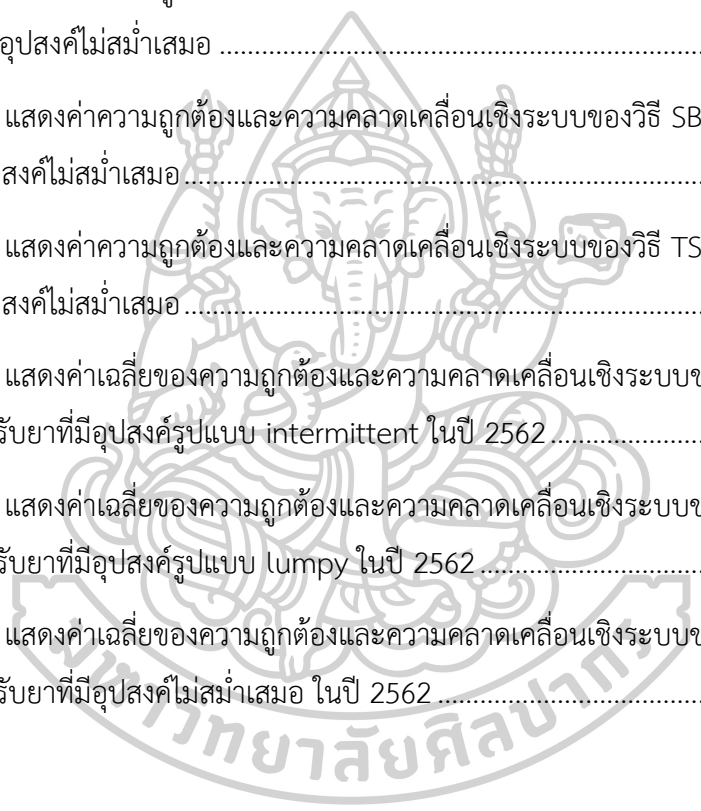 อุปสงค์ไม่สม่ำเสมอ
แสดงค่าความถูกต้องและความคลาดเคลื่อนเชิงระบบของวิธี SB
สงค์ไม่สม่ำเสมอ
แสดงค่าความถูกต้องและความคลาดเคลื่อนเชิงระบบของวิธี TS
สงค์ไม่สม่ำเสมอ
แสดงค่าเฉลี่ยของความถูกต้องและความคลาดเคลื่อนเชิงระบบข
รับยาที่มีอุปสงค์รูปแบบ intermittent ในปี 2562
แสดงค่าเฉลี่ยของความถูกต้องและความคลาดเคลื่อนเชิงระบบข
รับยาที่มีอุปสงค์รูปแบบ lumpy ในปี 2562
แสดงค่าเฉลี่ยของความถูกต้องและความคลาดเคลื่อนเชิงระบบข
รับยาที่มีอุปสงค์ไม่สม่ำเสมอ ในปี 2562
มหาวิทยาลัยศิลปากร